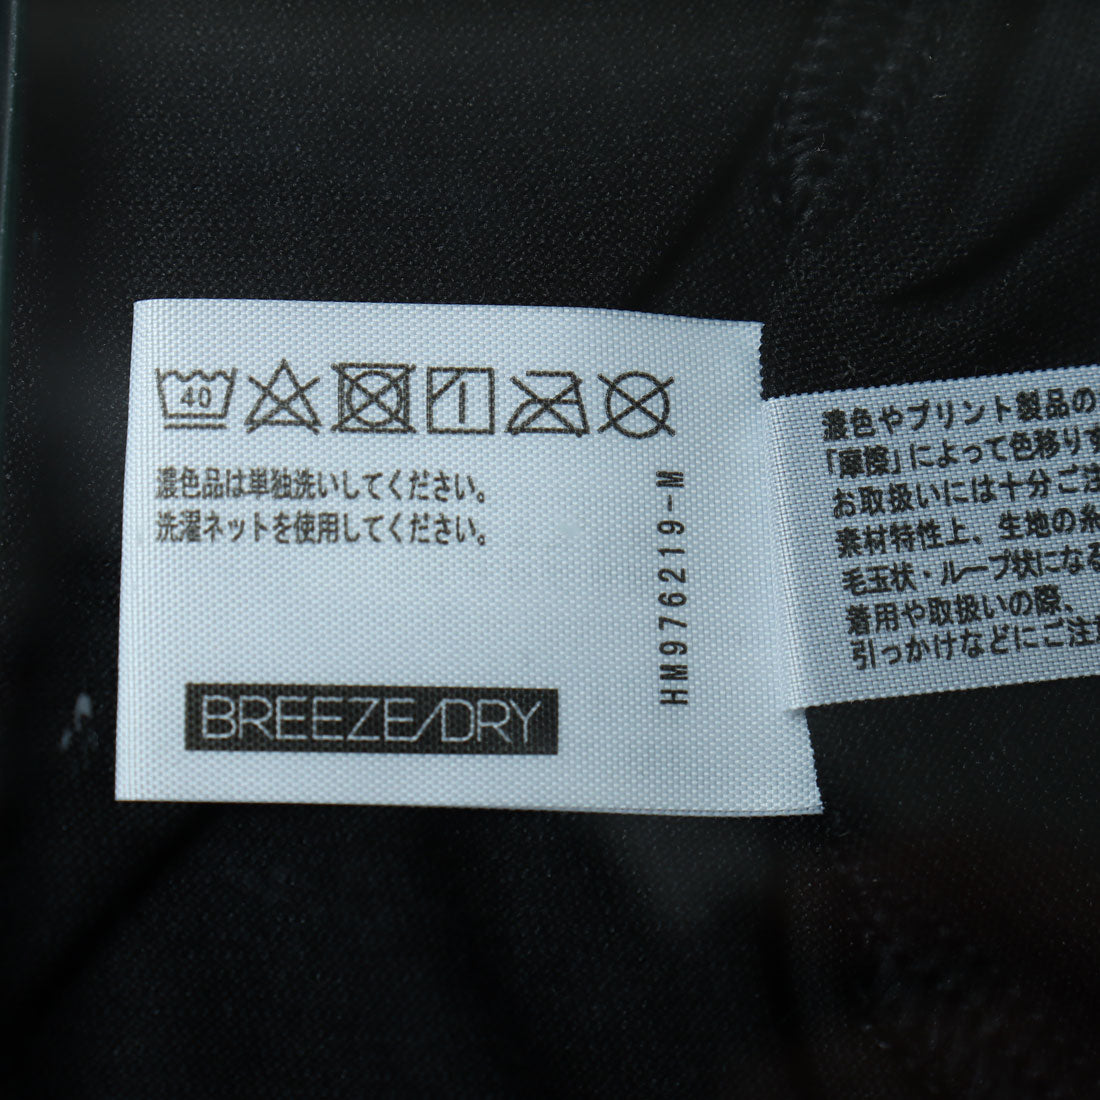 40
濃色品は単独洗いしてください。
洗濯ネットを使用してください。
BREEZE/DRY
HM976219-M
濃色やプリント製品の
「摩擦」によって色移りす
お取扱いには十分ご注
素材特性上、生地の糸
毛玉状・ループ状になる
着用や取扱いの際、
引っかけなどにご注